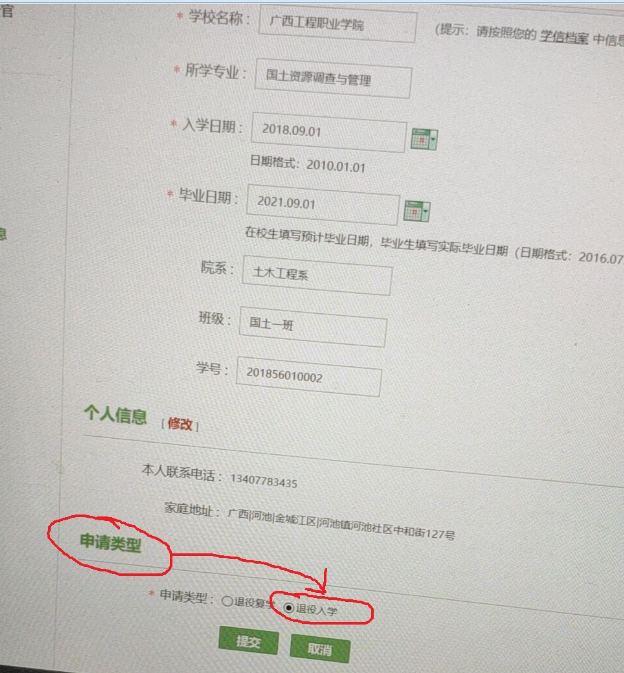 官
* 学校名称： 广西工程职业学院 (提示：请按照您的 学信档案 中信息
* 所学专业： 国土资源调查与管理
* 入学日期： 2018.09.01
日期格式：2010.01.01
* 毕业日期： 2021.09.01
息
在校生填写预计毕业日期，毕业生填写实际毕业日期（日期格式：2016.07
院系： 土木工程系
班级： 国土一班
学号： 201856010002
个人信息 [修改]
本人联系电话： 13407783435
家庭地址： 广西|河池|金城江区|河池镇河池社区中和街127号
申请类型
* 申请类型： 退役复学 退役入学
提交 取消